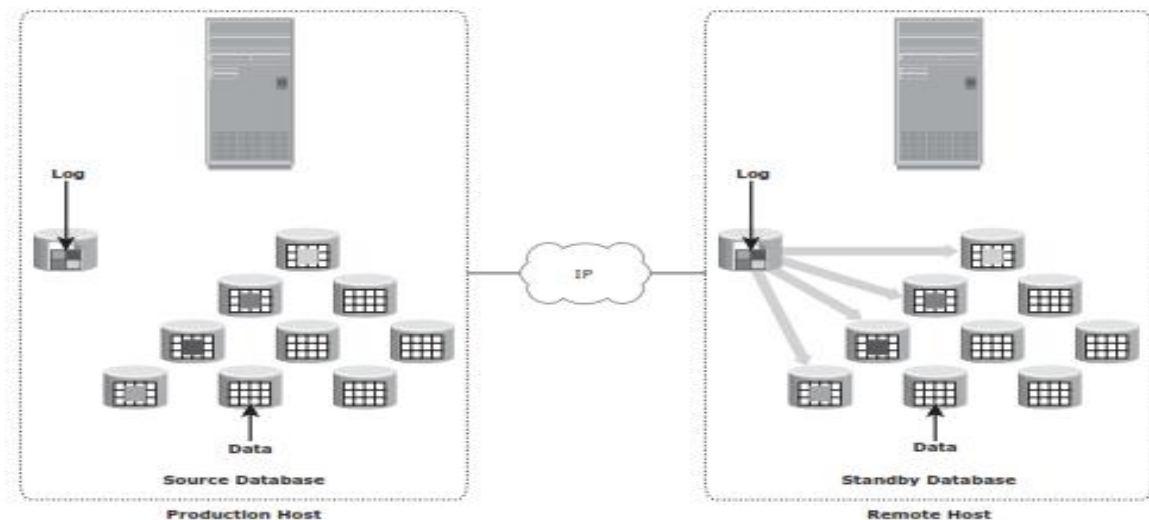 Log
Data
Source Database
Production Host
IP
Log
Data
Standby Database
Remote Host